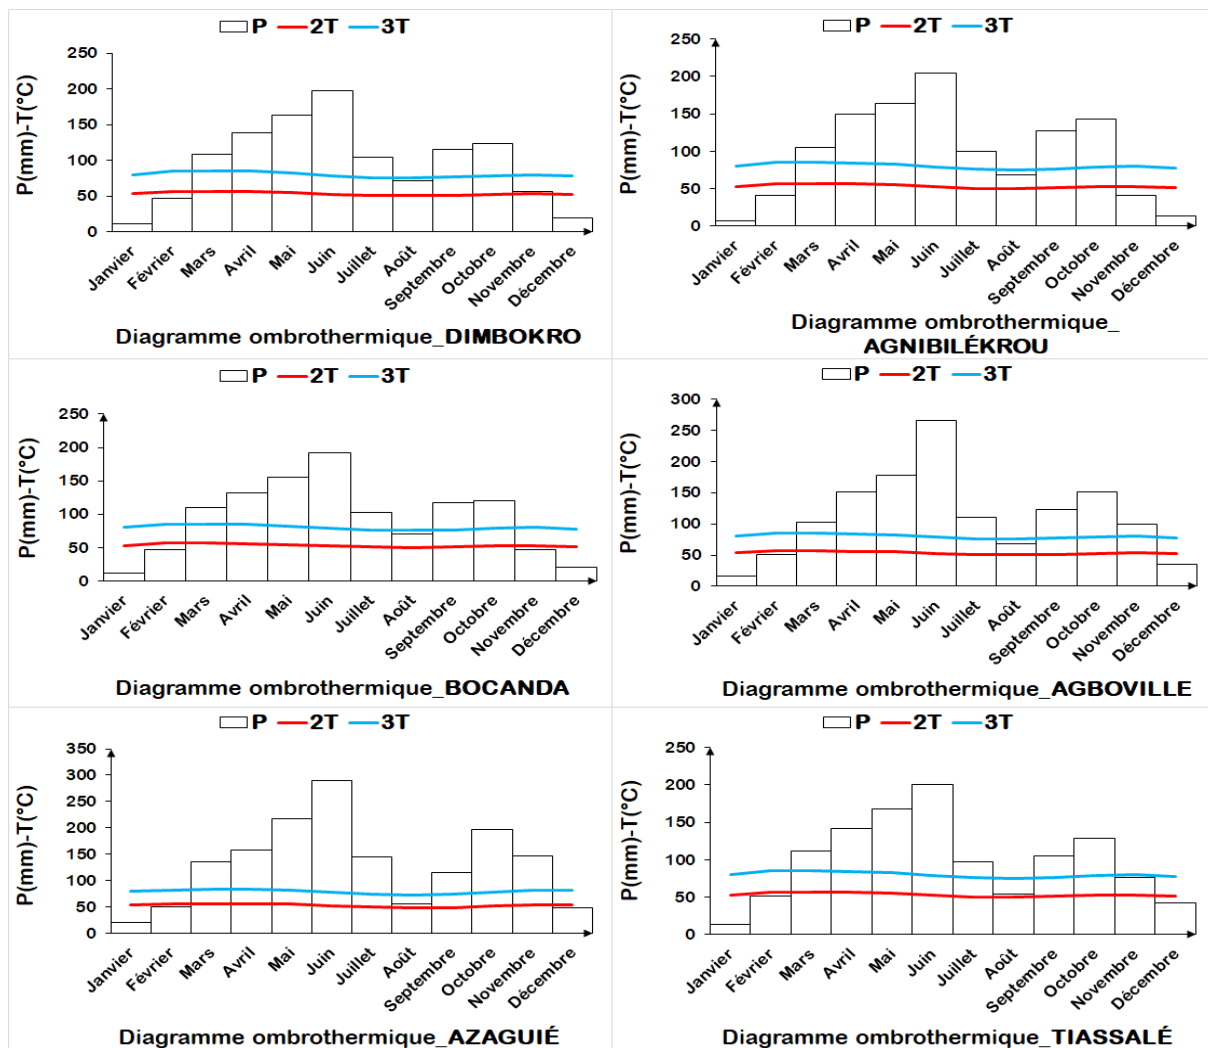 P 2T 3T
P(mm)-T(°C)
250
200
150
100
50
0
Janvier Février Mars Avril Mai Juin Juillet Août Septembre Octobre Novembre Décembre
Diagramme ombrothermique_DIMBOKRO
P 2T 3T
P(mm)-T(°C)
250
200
150
100
50
0
Janvier Février Mars Avril Mai Juin Juillet Août Septembre Octobre Novembre Décembre
Diagramme ombrothermique_
AGNIBILÉKROU
P 2T 3T
P(mm)-T(°C)
250
200
150
100
50
0
Janvier Février Mars Avril Mai Juin Juillet Août Septembre Octobre Novembre Décembre
Diagramme ombrothermique_BOCANDA
P 2T 3T
P(mm)-T(°C)
300
250
200
150
100
50
0
Janvier Février Mars Avril Mai Juin Juillet Août Septembre Octobre Novembre Décembre
Diagramme ombrothermique_AGBOVILLE
P 2T 3T
P(mm)-T(°C)
350
300
250
200
150
100
50
0
Janvier Février Mars Avril Mai Juin Juillet Août Septembre Octobre Novembre Décembre
Diagramme ombrothermique_AZAGUIÉ
P 2T 3T
P(mm)-T(°C)
250
200
150
100
50
0
Janvier Février Mars Avril Mai Juin Juillet Août Septembre Octobre Novembre Décembre
Diagramme ombrothermique_TIASSALÉ